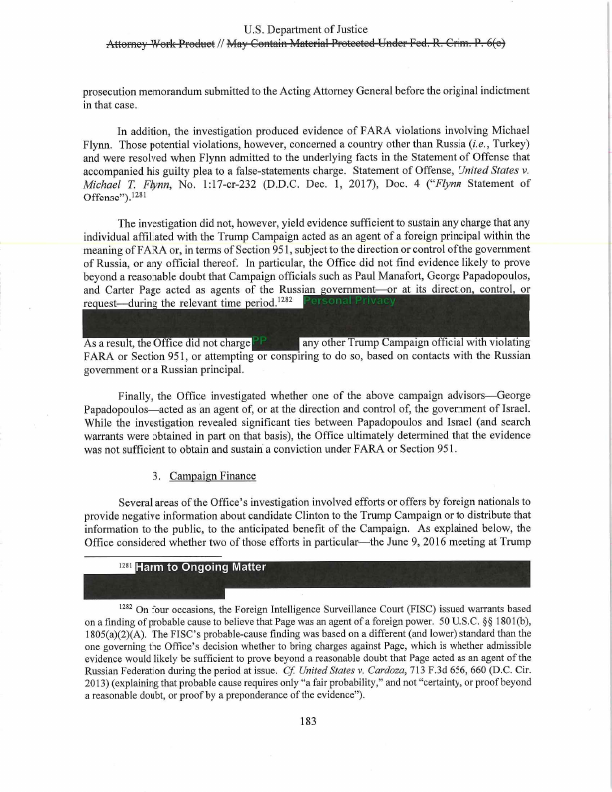 U.S. Department of Justice
Attorney Work Product // May Contain Material Protected Under Fed. R. Crim. P. 6(e)
prosecution memorandum submitted to the Acting Attorney General before the original indictment
in that case.
In addition, the investigation produced evidence of FARA violations involving Michael
Flynn. Those potential violations, however, concerned a country other than Russia (i.e., Turkey)
and were resolved when Flynn admitted to the underlying facts in the Statement of Offense that
accompanied his guilty plea to a false-statements charge. Statement of Offense, United States v.
Michael T. Flynn, No. 1:17-cr-232 (D.D.C. Dec. 1, 2017), Doc. 4 ("Flynn Statement of
Offense").1281
The investigation did not, however, yield evidence sufficient to sustain any charge that any
individual affiliated with the Trump Campaign acted as an agent of a foreign principal within the
meaning of FARA or, in terms of Section 951, subject to the direction or control of the government
of Russia, or any official thereof. In particular, the Office did not find evidence likely to prove
beyond a reasonable doubt that Campaign officials such as Paul Manafort, George Papadopoulos,
and Carter Page acted as agents of the Russian government—or at its direction, control, or
request—during the relevant time period.1282 Personal Privacy
As a result, the Office did not charge PP any other Trump Campaign official with violating
FARA or Section 951, or attempting or conspiring to do so, based on contacts with the Russian
government or a Russian principal.
Finally, the Office investigated whether one of the above campaign advisors—George
Papadopoulos—acted as an agent of, or at the direction and control of, the government of Israel.
While the investigation revealed significant ties between Papadopoulos and Israel (and search
warrants were obtained in part on that basis), the Office ultimately determined that the evidence
was not sufficient to obtain and sustain a conviction under FARA or Section 951.
3. Campaign Finance
Several areas of the Office's investigation involved efforts or offers by foreign nationals to
provide negative information about candidate Clinton to the Trump Campaign or to distribute that
information to the public, to the anticipated benefit of the Campaign. As explained below, the
Office considered whether two of those efforts in particular—the June 9, 2016 meeting at Trump
1281 Harm to Ongoing Matter
1282 On four occasions, the Foreign Intelligence Surveillance Court (FISC) issued warrants based
on a finding of probable cause to believe that Page was an agent of a foreign power. 50 U.S.C. §§ 1801(b),
1805(a)(2)(A). The FISC's probable-cause finding was based on a different (and lower) standard than the
one governing the Office's decision whether to bring charges against Page, which is whether admissible
evidence would likely be sufficient to prove beyond a reasonable doubt that Page acted as an agent of the
Russian Federation during the period at issue. Cf. United States v. Cardoza, 713 F.3d 656, 660 (D.C. Cir.
2013) (explaining that probable cause requires only "a fair probability," and not "certainty, or proof beyond
a reasonable doubt, or proof by a preponderance of the evidence").
183